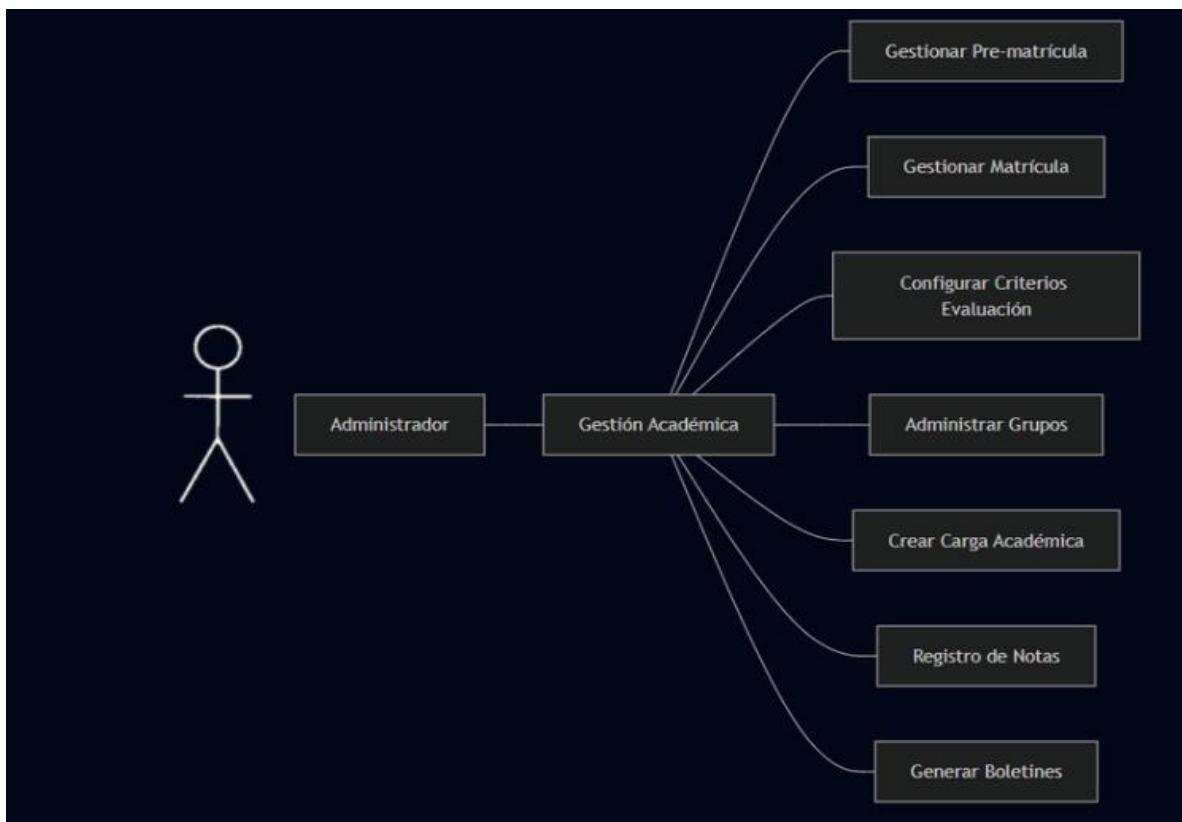 Gestionar Pre-matrícula
Gestionar Matrícula
Configurar Criterios
Evaluación
Administrador
Gestión Académica
Administrar Grupos
Crear Carga Académica
Registro de Notas
Generar Boletines